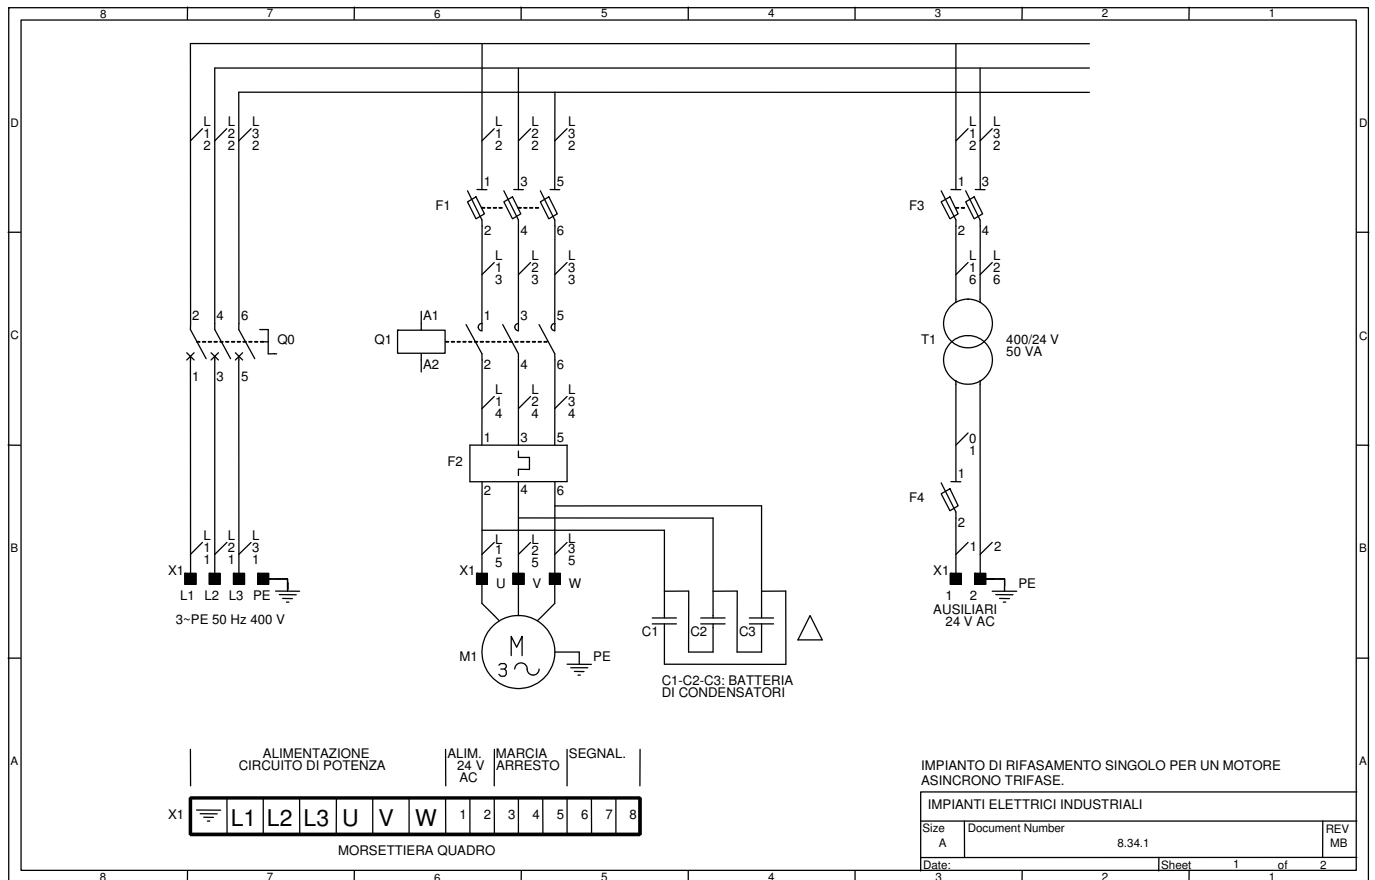 8 7 6 5 4 3 2 1
D D
L12 L22 L32 L12 L22 L32 L12 L32
1 3 5 1 3
F1 F3
2 4 6 2 4
L13 L23 L33 L16 L26
C C
2 4 6 A1 1 3 5
Q0 Q1 T1 400/24 V
50 VA
1 3 5 A2 2 4 6
L14 L24 L34
01
1 3 5 1
F2 F4
2 4 6 2
B B
L11 L21 L31 L15 L25 L35 1 2
X1 X1 U V W X1 PE
L1 L2 L3 PE 1 2
3~PE 50 Hz 400 V
AUSILIARI
24 V AC
C1 C2 C3
M1 M 3 PE
C1-C2-C3: BATTERIA
DI CONDENSATORI
A A
ALIMENTAZIONE
CIRCUITO DI POTENZA
ALIM.
24 V
AC
MARCIA
ARRESTO
SEGNAL.
X1 L1 L2 L3 U V W 1 2 3 4 5 6 7 8
MORSETTIERA QUADRO
IMPIANTO DI RIFASAMENTO SINGOLO PER UN MOTORE
ASINCRONO TRIFASE.
IMPIANTI ELETTRICI INDUSTRIALI
Size Document Number REV
A 8.34.1 MB
Date: Sheet 1 of 2
8 7 6 5 4 3 2 1